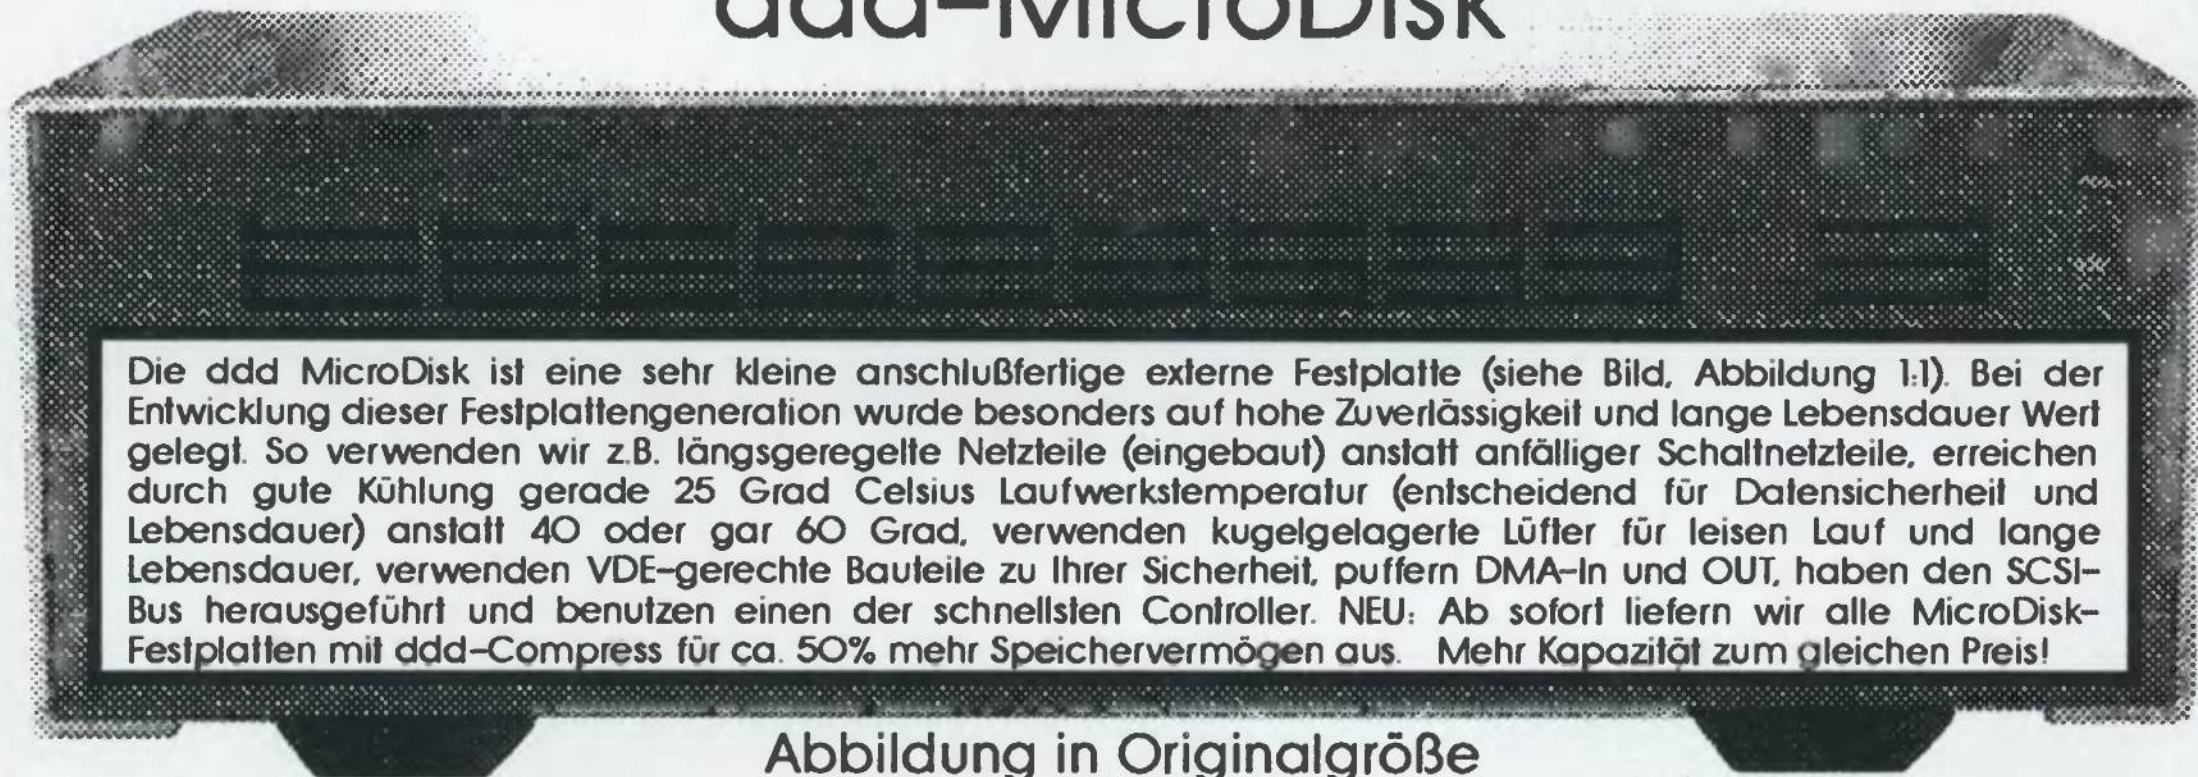 ddd-MicroDisk
Die ddd MicroDisk ist eine sehr kleine anschlußfertige externe Festplatte (siehe Bild, Abbildung 1:1). Bei der
Entwicklung dieser Festplattengeneration wurde besonders auf hohe Zuverlässigkeit und lange Lebensdauer Wert
gelegt. So verwenden wir z.B. längsgeregelte Netzteile (eingebaut) anstatt anfälliger Schaltnetzteile, erreichen
durch gute Kühlung gerade 25 Grad Celsius Laufwerkstemperatur (entscheidend für Datensicherheit und
Lebensdauer) anstatt 40 oder gar 60 Grad, verwenden kugelgelagerte Lüfter für leisen Lauf und lange
Lebensdauer, verwenden VDE-gerechte Bauteile zu Ihrer Sicherheit, puffern DMA-In und OUT, haben den SCSI-
Bus herausgeführt und benutzen einen der schnellsten Controller. NEU: Ab sofort liefern wir alle MicroDisk-
Festplatten mit ddd-Compress für ca. 50% mehr Speichervermögen aus. Mehr Kapazität zum gleichen Preis!
Abbildung in Originalgröße